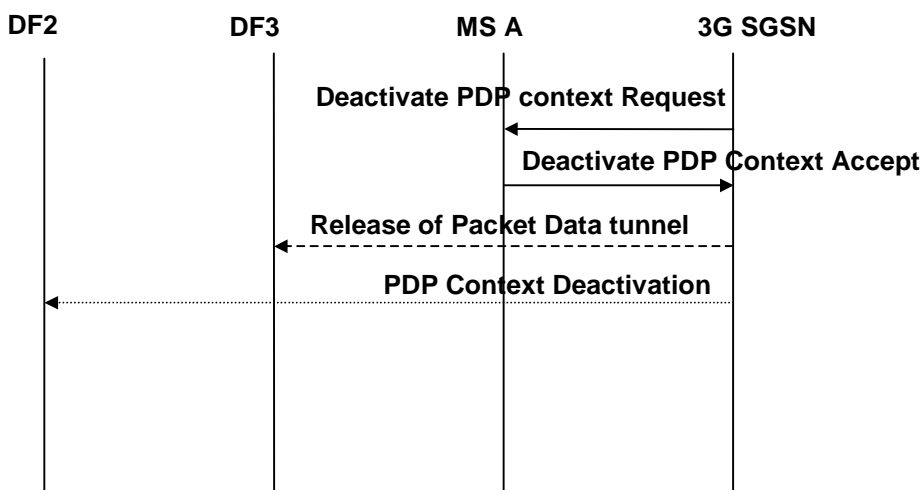 DF2 DF3 MS A 3G SGSN
Deactivate PDP context Request
Deactivate PDP Context Accept
Release of Packet Data tunnel
PDP Context Deactivation